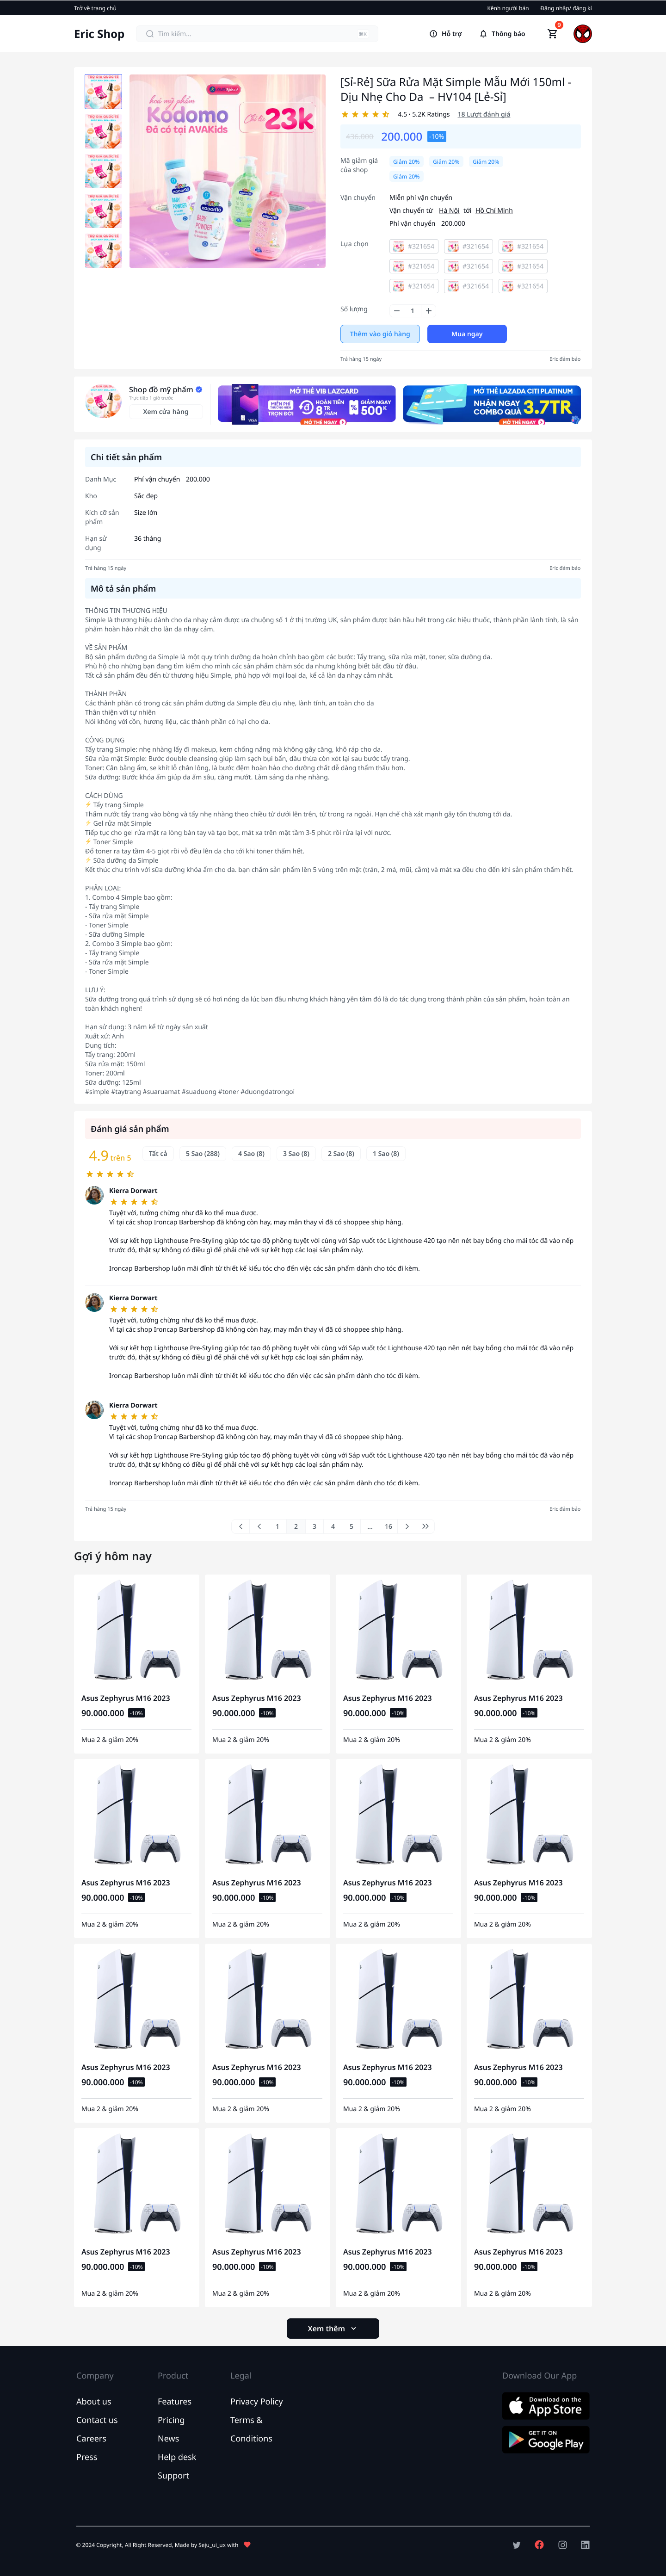 Trở về trang chủ
Kênh người bán
Đăng nhập/ đăng kí
Eric Shop
Tìm kiếm...
⌘K
Hỗ trợ
Thông báo
0
hoá mỹ phẩm
Kodomo
Đã có tại AVAKids
Chỉ từ 23k
[Sỉ-Rẻ] Sữa Rửa Mặt Simple Mẫu Mới 150ml -
Dịu Nhẹ Cho Da – HV104 [Lẻ-Sỉ]
4.5 • 5.2K Ratings
18 Lượt đánh giá
436.000
200.000
-10%
Mã giảm giá
của shop
Giảm 20%
Giảm 20%
Giảm 20%
Giảm 20%
Vận chuyển
Miễn phí vận chuyển
Vận chuyển từ Hà Nội tới Hồ Chí Minh
Phí vận chuyển 200.000
Lựa chọn
#321654
#321654
#321654
#321654
#321654
#321654
#321654
#321654
#321654
Số lượng
1
Thêm vào giỏ hàng
Mua ngay
Trả hàng 15 ngày
Eric đảm bảo
Shop đồ mỹ phẩm
Trực tiếp 1 giờ trước
Xem cửa hàng
MỞ THẺ VIB LAZCARD
HOÀN TIỀN
8TR
/NĂM
GIẢM NGAY
500K
TRỌN ĐỜI
MỞ THẺ NGAY
VISA
MỞ THẺ LAZADA CITI PLATINUM
NHẬN NGAY
COMBO QUÀ
3.7TR
MỞ THẺ NGAY
Chi tiết sản phẩm
Danh Mục
Phí vận chuyển 200.000
Kho
Sắc đẹp
Kích cỡ sản
phẩm
Size lớn
Hạn sử
dụng
36 tháng
Trả hàng 15 ngày
Eric đảm bảo
Mô tả sản phẩm
THÔNG TIN THƯƠNG HIỆU
Simple là thương hiệu dành cho da nhạy cảm được ưa chuộng số 1 ở thị trường UK, sản phẩm được bán hầu hết trong các hiệu thuốc, thành phần lành tính, là sản
phẩm hoàn hảo nhất cho làn da nhạy cảm.
VỀ SẢN PHẨM
Bộ sản phẩm dưỡng da Simple là một quy trình dưỡng da hoàn chỉnh bao gồm các bước: Tẩy trang, sữa rửa mặt, toner, sữa dưỡng da.
Phù hộ cho những bạn đang tìm kiếm cho mình các sản phẩm chăm sóc da nhưng không biết bắt đầu từ đâu.
Tất cả sản phẩm đều đến từ thương hiệu Simple, phù hợp với mọi loại da, kể cả làn da nhạy cảm nhất.
THÀNH PHẦN
Các thành phần có trong các sản phẩm dưỡng da Simple đều dịu nhẹ, lành tính, an toàn cho da
Thân thiện với tự nhiên
Nói không với cồn, hương liệu, các thành phần có hại cho da.
CÔNG DỤNG
Tẩy trang Simple: nhẹ nhàng lấy đi makeup, kem chống nắng mà không gây căng, khô ráp cho da.
Sữa rửa mặt Simple: Bước double cleansing giúp làm sạch bụi bẩn, dầu thừa còn xót lại sau bước tẩy trang.
Toner: Cân bằng ẩm, se khít lỗ chân lông, là bước đệm hoàn hảo cho dưỡng chất dễ dàng thẩm thấu hơn.
Sữa dưỡng: Bước khóa ẩm giúp da ẩm sâu, căng mướt. Làm sáng da nhẹ nhàng.
CÁCH DÙNG
⚡ Tẩy trang Simple
Thấm nước tẩy trang vào bông và tẩy nhẹ nhàng theo chiều từ dưới lên trên, từ trong ra ngoài. Hạn chế chà xát mạnh gây tổn thương tới da.
⚡ Gel rửa mặt Simple
Tiếp tục cho gel rửa mặt ra lòng bàn tay và tạo bọt, mát xa trên mặt tầm 3-5 phút rồi rửa lại với nước.
⚡ Toner Simple
Đổ toner ra tay tầm 4-5 giọt rồi vỗ đều lên da cho tới khi toner thấm hết.
⚡ Sữa dưỡng da Simple
Kết thúc chu trình với sữa dưỡng khóa ẩm cho da. bạn chấm sản phẩm lên 5 vùng trên mặt (trán, 2 má, mũi, cằm) và mát xa đều cho đến khi sản phẩm thấm hết.
PHÂN LOẠI:
1. Combo 4 Simple bao gồm:
- Tẩy trang Simple
- Sữa rửa mặt Simple
- Toner Simple
- Sữa dưỡng Simple
2. Combo 3 Simple bao gồm:
- Tẩy trang Simple
- Sữa rửa mặt Simple
- Toner Simple
LƯU Ý:
Sữa dưỡng trong quá trình sử dụng sẽ có hơi nóng da lúc ban đầu nhưng khách hàng yên tâm đó là do tác dụng trong thành phần của sản phẩm, hoàn toàn an
toàn khách nghen!
Hạn sử dụng: 3 năm kể từ ngày sản xuất
Xuất xứ: Anh
Dung tích:
Tẩy trang: 200ml
Sữa rửa mặt: 150ml
Toner: 200ml
Sữa dưỡng: 125ml
#simple #taytrang #suaruamat #suaduong #toner #duongdatrongoi
Đánh giá sản phẩm
4.9 trên 5
Tất cả
5 Sao (288)
4 Sao (8)
3 Sao (8)
2 Sao (8)
1 Sao (8)
Kierra Dorwart
Tuyệt vời, tưởng chừng như đã ko thể mua được.
Vì tại các shop Ironcap Barbershop đã không còn hay, may mắn thay vì đã có shoppee ship hàng.
Với sự kết hợp Lighthouse Pre-Styling giúp tóc tạo độ phồng tuyệt vời cùng với Sáp vuốt tóc Lighthouse 420 tạo nên nét bay bổng cho mái tóc đã vào nếp
trước đó, thật sự không có điều gì để phải chê với sự kết hợp các loại sản phẩm này.
Ironcap Barbershop luôn mãi đỉnh từ thiết kế kiểu tóc cho đến việc các sản phẩm dành cho tóc đi kèm.
Kierra Dorwart
Tuyệt vời, tưởng chừng như đã ko thể mua được.
Vì tại các shop Ironcap Barbershop đã không còn hay, may mắn thay vì đã có shoppee ship hàng.
Với sự kết hợp Lighthouse Pre-Styling giúp tóc tạo độ phồng tuyệt vời cùng với Sáp vuốt tóc Lighthouse 420 tạo nên nét bay bổng cho mái tóc đã vào nếp
trước đó, thật sự không có điều gì để phải chê với sự kết hợp các loại sản phẩm này.
Ironcap Barbershop luôn mãi đỉnh từ thiết kế kiểu tóc cho đến việc các sản phẩm dành cho tóc đi kèm.
Kierra Dorwart
Tuyệt vời, tưởng chừng như đã ko thể mua được.
Vì tại các shop Ironcap Barbershop đã không còn hay, may mắn thay vì đã có shoppee ship hàng.
Với sự kết hợp Lighthouse Pre-Styling giúp tóc tạo độ phồng tuyệt vời cùng với Sáp vuốt tóc Lighthouse 420 tạo nên nét bay bổng cho mái tóc đã vào nếp
trước đó, thật sự không có điều gì để phải chê với sự kết hợp các loại sản phẩm này.
Ironcap Barbershop luôn mãi đỉnh từ thiết kế kiểu tóc cho đến việc các sản phẩm dành cho tóc đi kèm.
Trả hàng 15 ngày
Eric đảm bảo
1 2 3 4 5 ... 16
Gợi ý hôm nay
Asus Zephyrus M16 2023
90.000.000 -10%
Mua 2 & giảm 20%
Asus Zephyrus M16 2023
90.000.000 -10%
Mua 2 & giảm 20%
Asus Zephyrus M16 2023
90.000.000 -10%
Mua 2 & giảm 20%
Asus Zephyrus M16 2023
90.000.000 -10%
Mua 2 & giảm 20%
Asus Zephyrus M16 2023
90.000.000 -10%
Mua 2 & giảm 20%
Asus Zephyrus M16 2023
90.000.000 -10%
Mua 2 & giảm 20%
Asus Zephyrus M16 2023
90.000.000 -10%
Mua 2 & giảm 20%
Asus Zephyrus M16 2023
90.000.000 -10%
Mua 2 & giảm 20%
Asus Zephyrus M16 2023
90.000.000 -10%
Mua 2 & giảm 20%
Asus Zephyrus M16 2023
90.000.000 -10%
Mua 2 & giảm 20%
Asus Zephyrus M16 2023
90.000.000 -10%
Mua 2 & giảm 20%
Asus Zephyrus M16 2023
90.000.000 -10%
Mua 2 & giảm 20%
Asus Zephyrus M16 2023
90.000.000 -10%
Mua 2 & giảm 20%
Asus Zephyrus M16 2023
90.000.000 -10%
Mua 2 & giảm 20%
Asus Zephyrus M16 2023
90.000.000 -10%
Mua 2 & giảm 20%
Asus Zephyrus M16 2023
90.000.000 -10%
Mua 2 & giảm 20%
Xem thêm
Company
About us
Contact us
Careers
Press
Product
Features
Pricing
News
Help desk
Support
Legal
Privacy Policy
Terms &
Conditions
Download Our App
Download on the
App Store
GET IT ON
Google Play
© 2024 Copyright, All Right Reserved, Made by Seju_ui_ux with